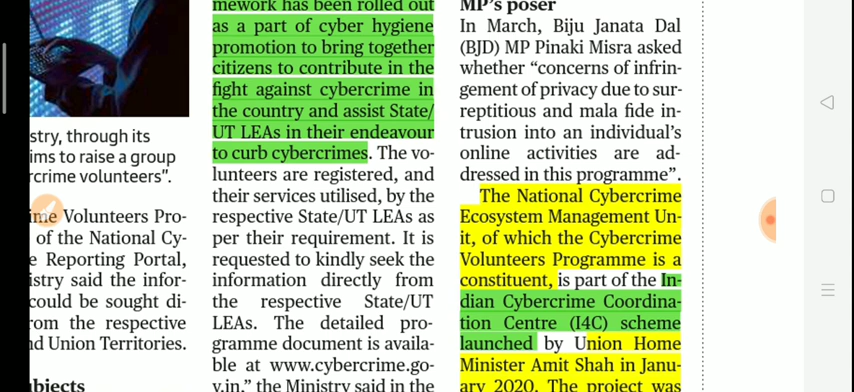 stry, through its
ims to raise a group
rcrime volunteers”.
ime Volunteers Pro-
of the National Cy-
e Reporting Portal,
istry said the infor-
could be sought di-
rom the respective
nd Union Territories.
ubjects
mework has been rolled out
as a part of cyber hygiene
promotion to bring together
citizens to contribute in the
fight against cybercrime in
the country and assist State/
UT LEAs in their endeavour
to curb cybercrimes. The vo-
lunteers are registered, and
their services utilised, by the
respective State/UT LEAs as
per their requirement. It is
requested to kindly seek the
information directly from
the respective State/UT
LEAs. The detailed pro-
gramme document is availa-
ble at www.cybercrime.go-
v.in,” the Ministry said in the
MP’s poser
In March, Biju Janata Dal
(BJD) MP Pinaki Misra asked
whether “concerns of infrin-
gement of privacy due to sur-
reptitious and mala fide in-
trusion into an individual’s
online activities are ad-
dressed in this programme”.
The National Cybercrime
Ecosystem Management Un-
it, of which the Cybercrime
Volunteers Programme is a
constituent, is part of the In-
dian Cybercrime Coordina-
tion Centre (I4C) scheme
launched by Union Home
Minister Amit Shah in Janu-
ary 2020. The project was